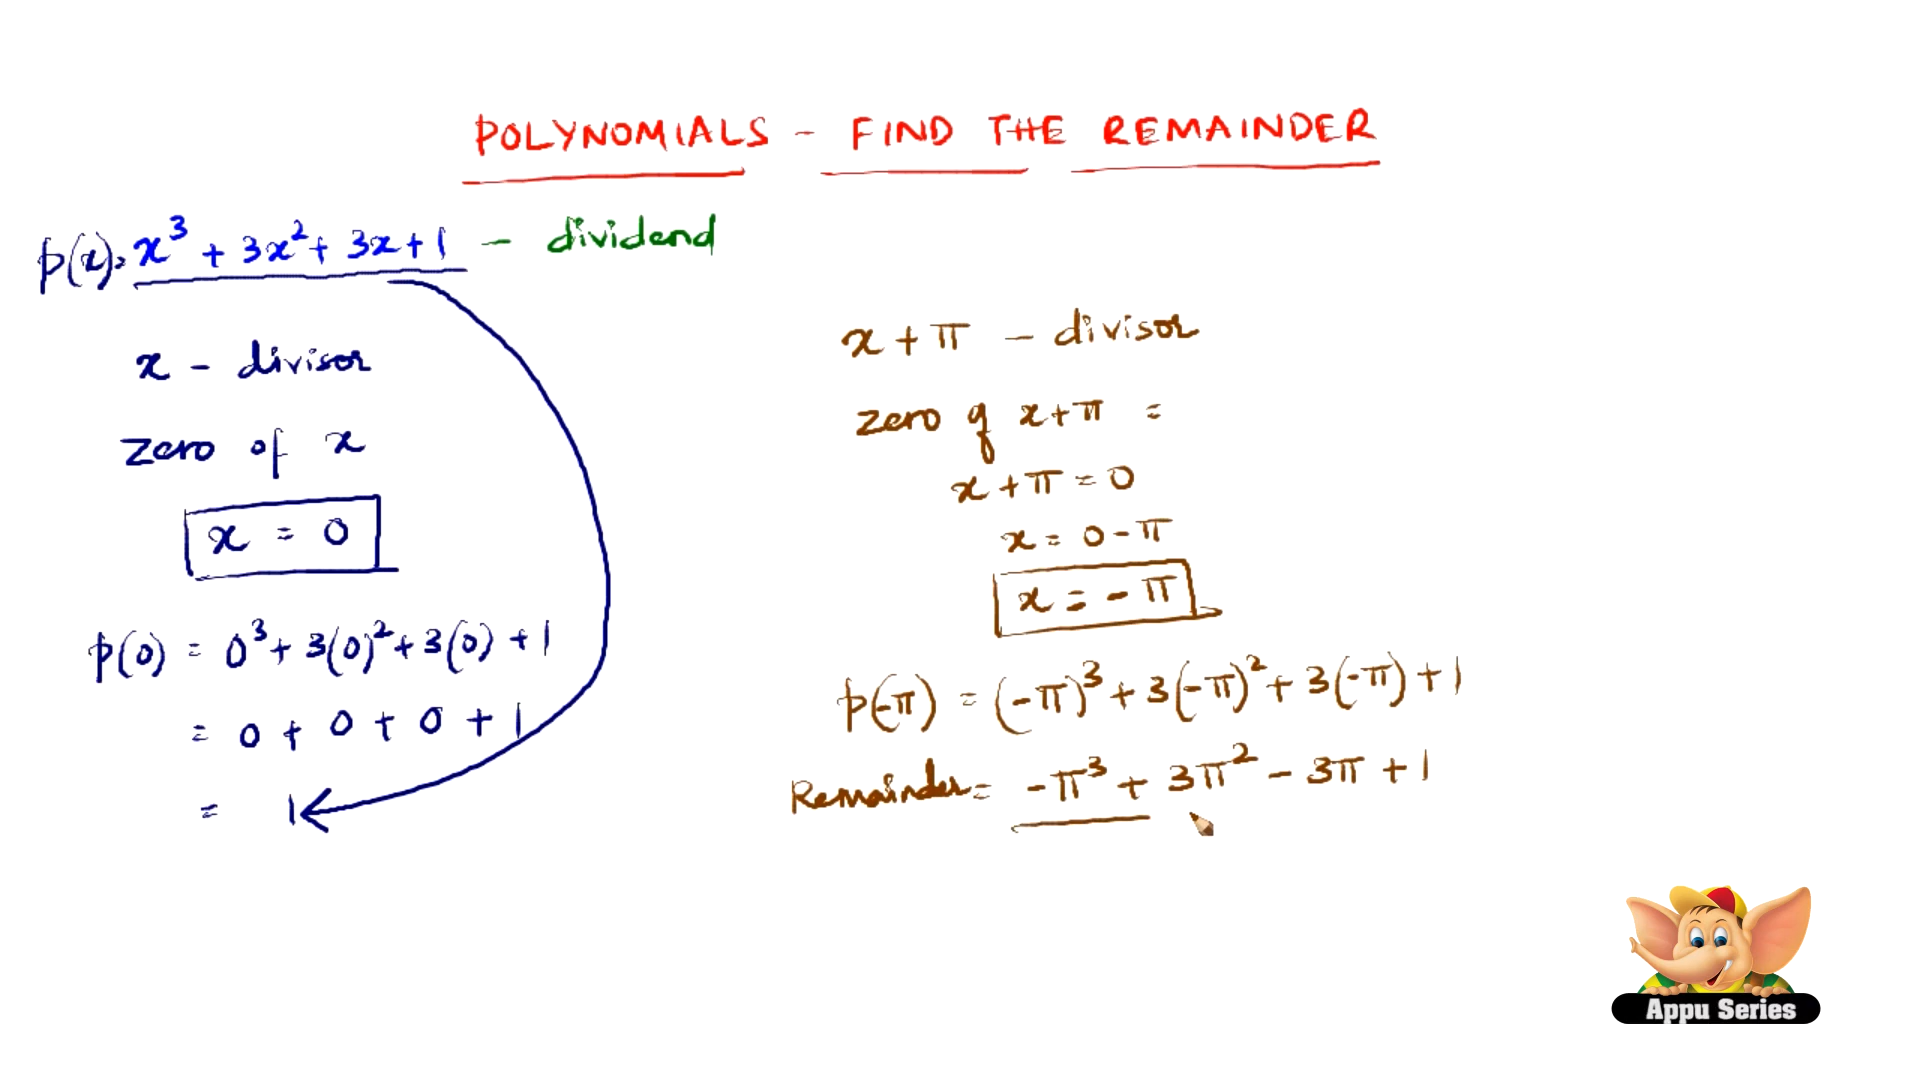 POLYNOMIALS - FIND THE REMAINDER
p(x) = x³ + 3x² + 3x + 1 - dividend
x - divisor
zero of x
x = 0
p(0) = 0³ + 3(0)² + 3(0) + 1
= 0 + 0 + 0 + 1
= 1
x + π - divisor
zero of x + π =
x + π = 0
x = 0 - π
x = - π
p(-π) = (-π)³ + 3(-π)² + 3(-π) + 1
Remainder = -π³ + 3π² - 3π + 1
Appu Series